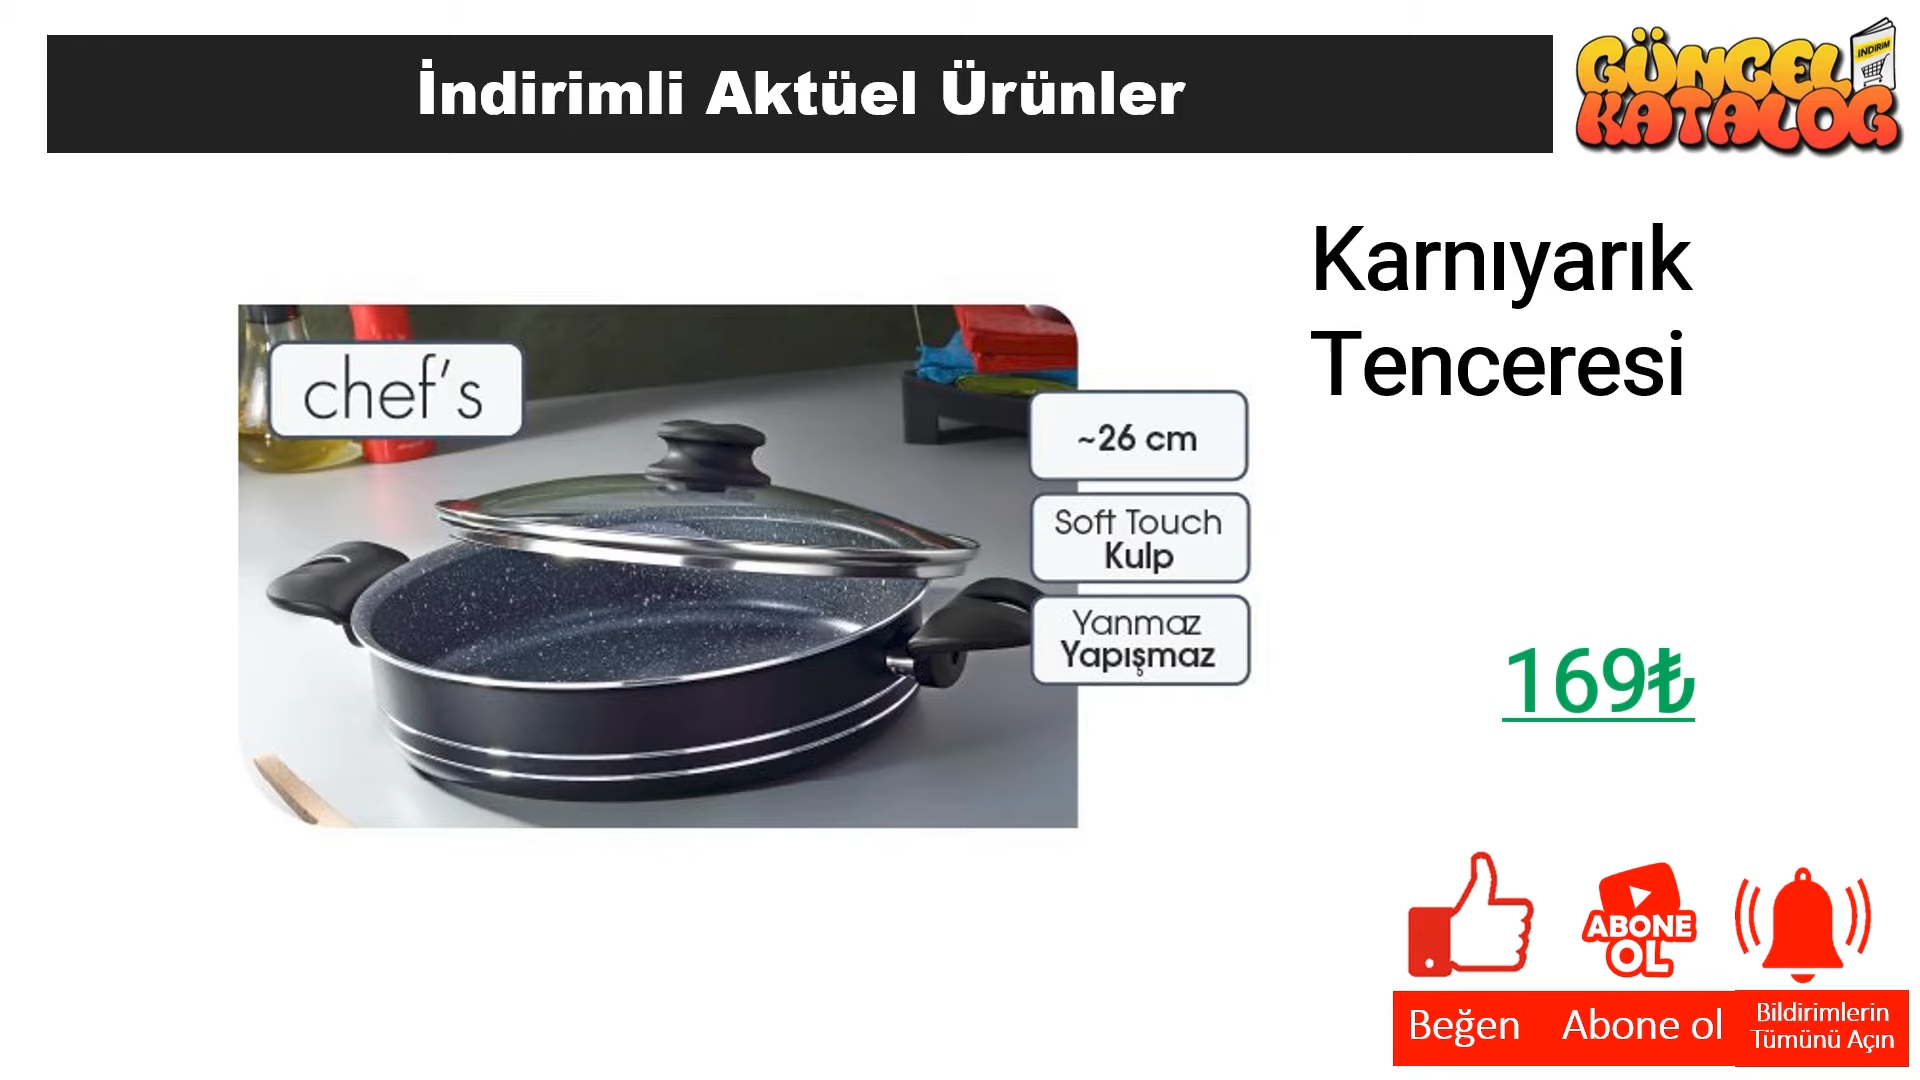 İndirimli Aktüel Ürünler
GÜNCEL
KATALOG
İNDİRİM
Karnıyarık
Tenceresi
chef's
~26 cm
Soft Touch
Kulp
Yanmaz
Yapışmaz
169₺
ABONE
OL
Beğen
Abone ol
Bildirimlerin
Tümünü Açın